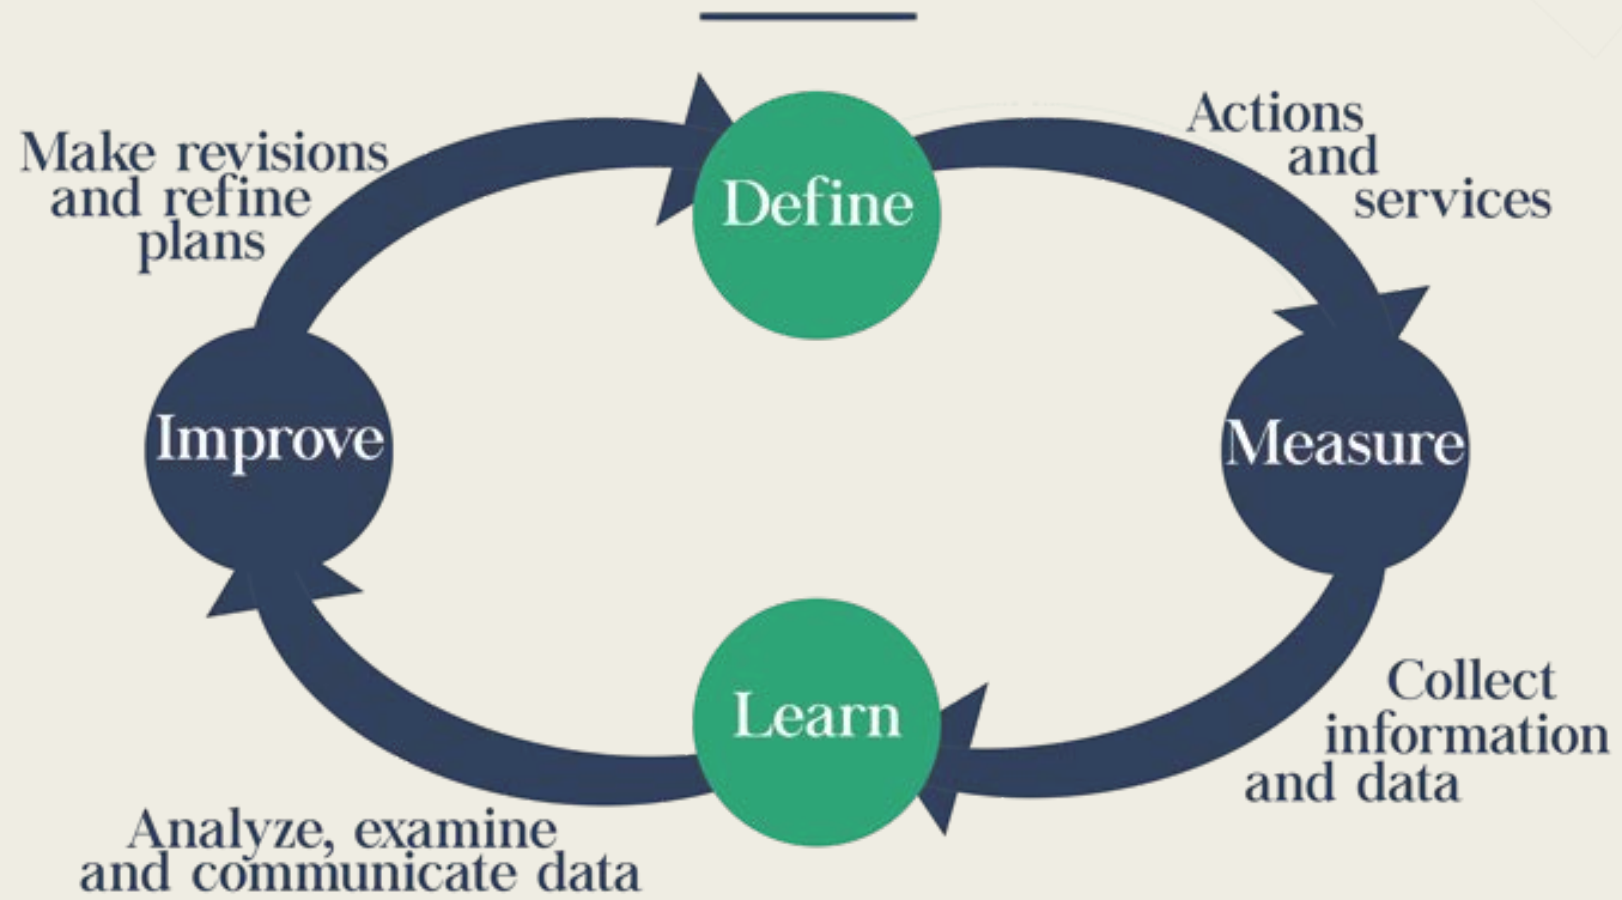 Define
Actions
and
services
Measure
Collect
information
and data
Learn
Analyze, examine
and communicate data
Improve
Make revisions
and refine
plans